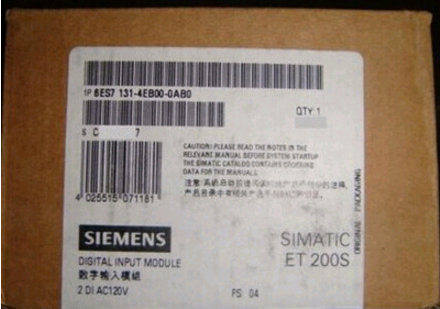 1P 6ES7 131-4EB00-0AB0
QTY 1
S C 7
CAUTION! PLEASE READ THE NOTES IN THE
RELEVANT MANUAL BEFORE SYSTEM STARTUP
THE SIMATIC CATALOG CONTAINS ORDERING
DATA FOR THE MANUALS
4 025515 071181
ORIGINAL PACKAGING
SIEMENS
SIMATIC
ET 200S
DIGITAL INPUT MODULE
数字输入模组
2 DI AC120V
PS: 04